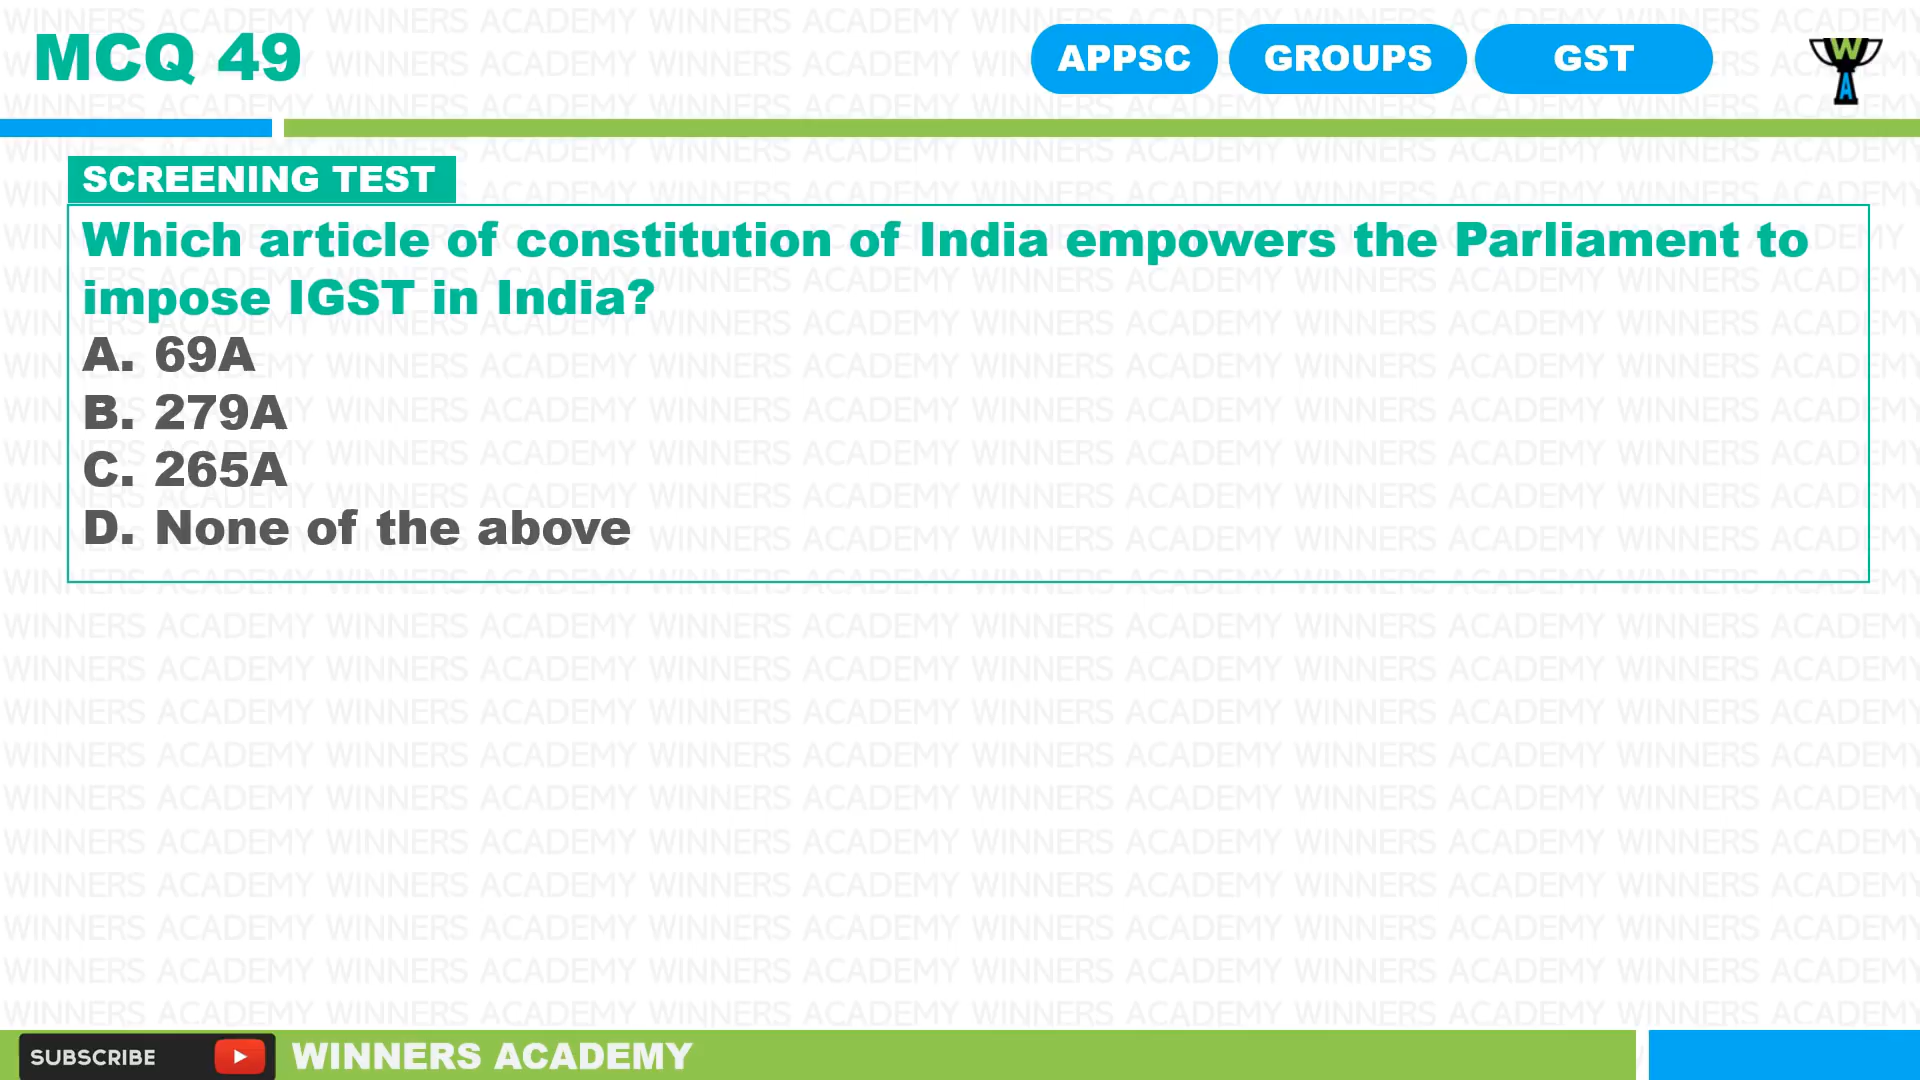 MCQ 49
APPSC GROUPS GST
W
A
SCREENING TEST
Which article of constitution of India empowers the Parliament to
impose IGST in India?
A. 69A
B. 279A
C. 265A
D. None of the above
SUBSCRIBE WINNERS ACADEMY